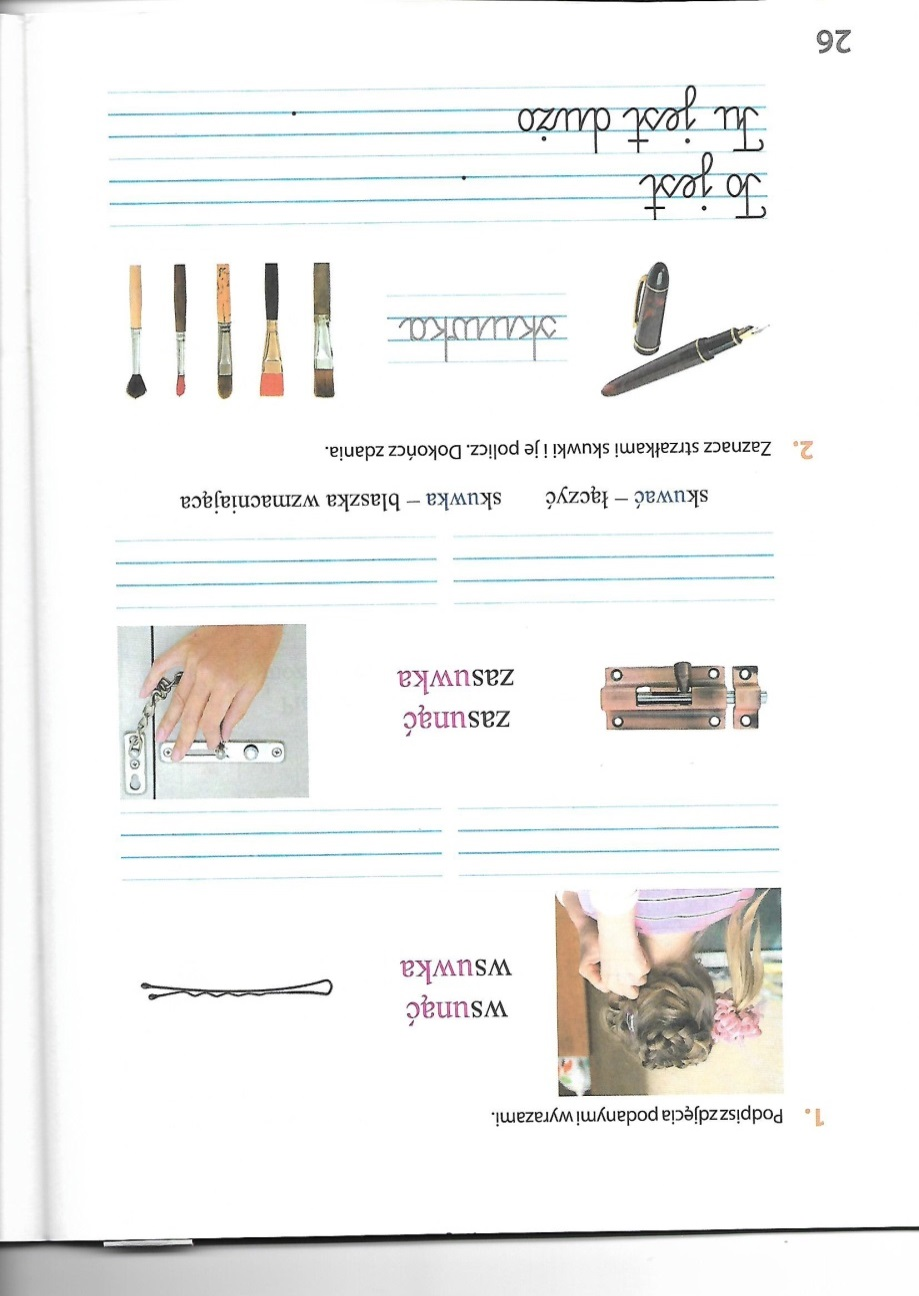 1. Podpisz zdjęcia podanymi wyrazami.
wsunąć
wsuwka
zasunąć
zasuwka
skuwać – łączyć skuwka – blaszka wzmacniająca
2. Zaznacz strzałkami skuwki i je policz. Dokończ zdania.
skuwka
To jest .
Tu jest dużo .
26